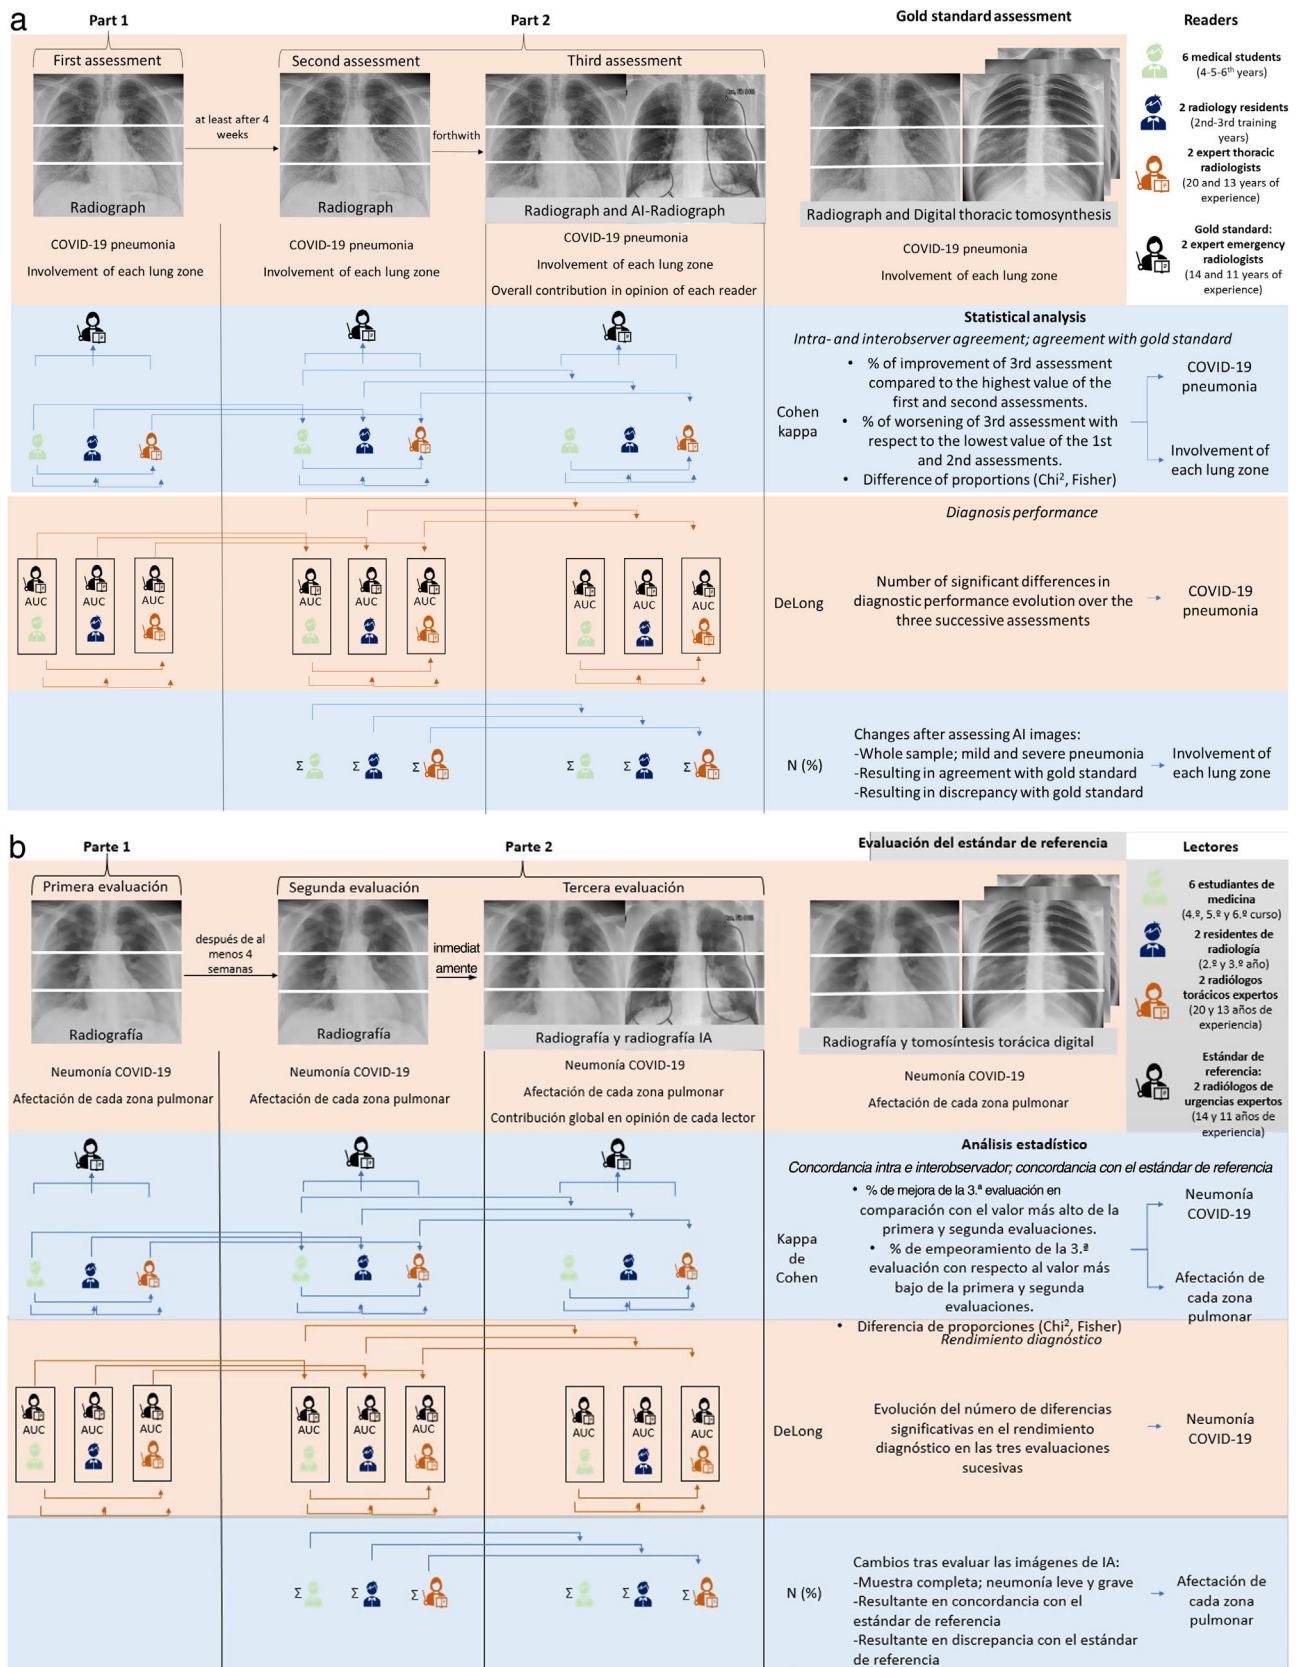 a
Part 1
Part 2
Gold standard assessment
Readers
First assessment
Second assessment
Third assessment
at least after 4
weeks
forthwith
Radiograph
Radiograph
Radiograph and AI-Radiograph
Radiograph and Digital thoracic tomosynthesis
6 medical students
(4-5-6th years)
2 radiology residents
(2nd-3rd training
years)
2 expert thoracic
radiologists
(20 and 13 years of
experience)
Gold standard:
2 expert emergency
radiologists
(14 and 11 years of
experience)
COVID-19 pneumonia
Involvement of each lung zone
COVID-19 pneumonia
Involvement of each lung zone
COVID-19 pneumonia
Involvement of each lung zone
Overall contribution in opinion of each reader
COVID-19 pneumonia
Involvement of each lung zone
Statistical analysis
Intra- and interobserver agreement; agreement with gold standard
Cohen
kappa
• % of improvement of 3rd assessment
compared to the highest value of the
first and second assessments.
• % of worsening of 3rd assessment with
respect to the lowest value of the 1st
and 2nd assessments.
• Difference of proportions (Chi², Fisher)
COVID-19
pneumonia
Involvement of
each lung zone
Diagnosis performance
AUC
AUC
AUC
AUC
AUC
AUC
AUC
AUC
AUC
DeLong
Number of significant differences in
diagnostic performance evolution over the
three successive assessments
COVID-19
pneumonia
Σ
Σ
Σ
Σ
Σ
Σ
N (%)
Changes after assessing AI images:
-Whole sample; mild and severe pneumonia
-Resulting in agreement with gold standard
-Resulting in discrepancy with gold standard
Involvement of
each lung zone
b
Parte 1
Parte 2
Evaluación del estándar de referencia
Lectores
Primera evaluación
Segunda evaluación
Tercera evaluación
después de al
menos 4
semanas
inmediat
amente
Radiografía
Radiografía
Radiografía y radiografía IA
Radiografía y tomosíntesis torácica digital
6 estudiantes de
medicina
(4.º, 5.º y 6.º curso)
2 residentes de
radiología
(2.º y 3.º año)
2 radiólogos
torácicos expertos
(20 y 13 años de
experiencia)
Estándar de
referencia:
2 radiólogos de
urgencias expertos
(14 y 11 años de
experiencia)
Neumonía COVID-19
Afectación de cada zona pulmonar
Neumonía COVID-19
Afectación de cada zona pulmonar
Neumonía COVID-19
Afectación de cada zona pulmonar
Contribución global en opinión de cada lector
Neumonía COVID-19
Afectación de cada zona pulmonar
Análisis estadístico
Concordancia intra e interobservador; concordancia con el estándar de referencia
Kappa
de
Cohen
• % de mejora de la 3.ª evaluación en
comparación con el valor más alto de la
primera y segunda evaluaciones.
• % de empeoramiento de la 3.ª
evaluación con respecto al valor más
bajo de la primera y segunda
evaluaciones.
• Diferencia de proporciones (Chi², Fisher)
Neumonía
COVID-19
Afectación de
cada zona
pulmonar
Rendimiento diagnóstico
AUC
AUC
AUC
AUC
AUC
AUC
AUC
AUC
AUC
DeLong
Evolución del número de diferencias
significativas en el rendimiento
diagnóstico en las tres evaluaciones
sucesivas
Neumonía
COVID-19
Σ
Σ
Σ
Σ
Σ
Σ
N (%)
Cambios tras evaluar las imágenes de IA:
-Muestra completa; neumonía leve y grave
-Resultante en concordancia con el
estándar de referencia
-Resultante en discrepancia con el estándar
de referencia
Afectación de
cada zona
pulmonar